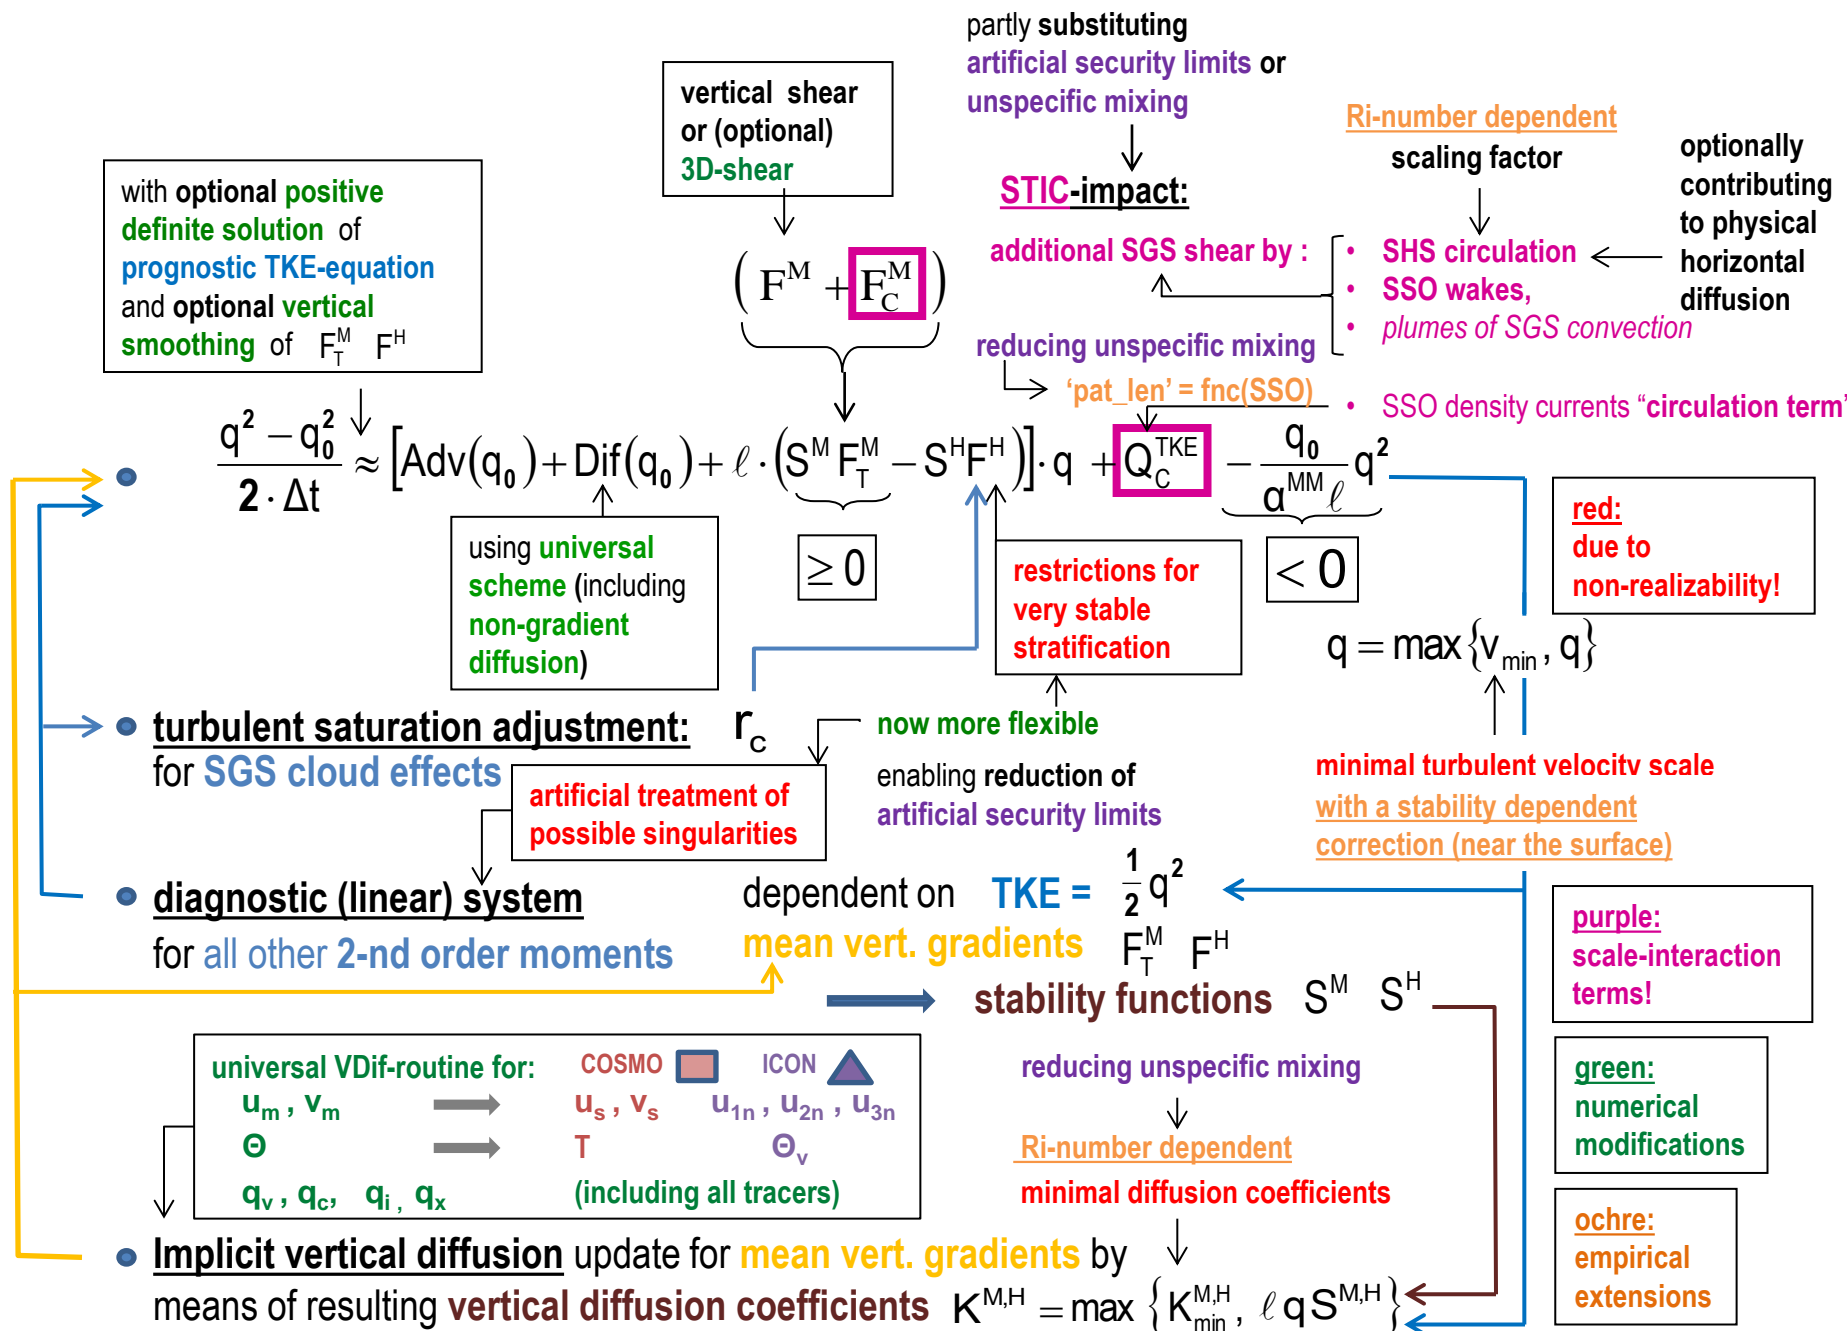 partly substituting
artificial security limits or
unspecific mixing
vertical shear
or (optional)
3D-shear
Ri-number dependent
scaling factor
optionally
contributing
to physical
horizontal
diffusion
with optional positive
definite solution of
prognostic TKE-equation
and optional vertical
smoothing of F_T^M F^H
STIC-impact:
additional SGS shear by :
• SHS circulation
• SSO wakes,
• plumes of SGS convection
( F^M + F_C^M )
reducing unspecific mixing
'pat_len' = fnc(SSO)
• SSO density currents “circulation term”
(q² − q₀²) / (2 · Δt) ≈ [Adv(q₀) + Dif(q₀) + ℓ · (S^M F_T^M − S^H F^H)] · q + Q_C^TKE − (q₀ / (α^MM ℓ)) q²
using universal
scheme (including
non-gradient
diffusion)
≥ 0
restrictions for
very stable
stratification
< 0
red:
due to
non-realizability!
q = max{v_min , q}
turbulent saturation adjustment: r_c
for SGS cloud effects
now more flexible
enabling reduction of
artificial security limits
artificial treatment of
possible singularities
minimal turbulent velocity scale
with a stability dependent
correction (near the surface)
diagnostic (linear) system
for all other 2-nd order moments
dependent on TKE = ½ q²
mean vert. gradients F_T^M F^H
stability functions S^M S^H
purple:
scale-interaction
terms!
universal VDif-routine for: COSMO ICON
u_m , v_m u_s , v_s u_1n , u_2n , u_3n
Θ T Θ_v
q_v , q_c, q_i , q_x (including all tracers)
reducing unspecific mixing
Ri-number dependent
minimal diffusion coefficients
green:
numerical
modifications
ochre:
empirical
extensions
Implicit vertical diffusion update for mean vert. gradients by
means of resulting vertical diffusion coefficients K^M,H = max { K_min^M,H , ℓ q S^M,H }